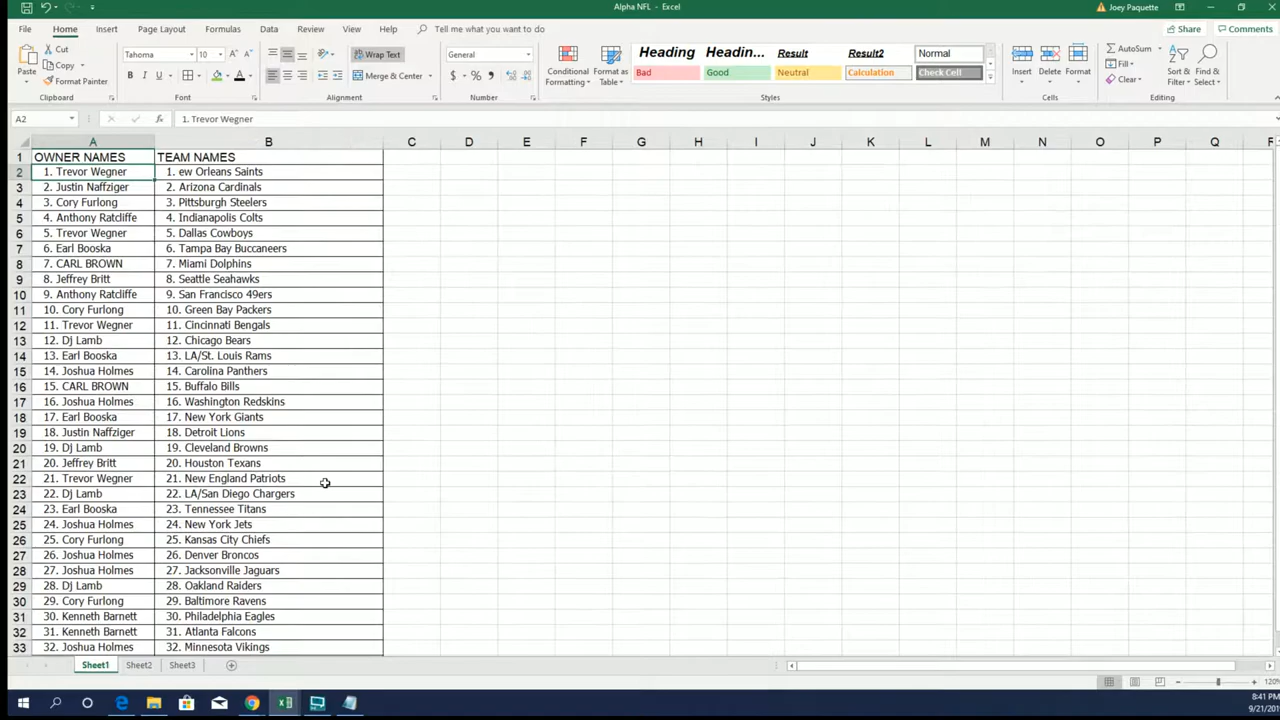 Alpha NFL - Excel
Joey Paquette
File Home Insert Page Layout Formulas Data Review View Help Tell me what you want to do Share Comments
Paste Cut Copy Format Painter Clipboard
Tahoma 10 B I U A Font
Wrap Text Merge & Center Alignment
General $ % Number
Conditional Formatting Format as Table
Heading Headin... Result Result2 Normal
Bad Good Neutral Calculation Check Cell
Styles
Insert Delete Format Cells
AutoSum Fill Clear Sort & Filter Find & Select Editing
A2 fx 1. Trevor Wegner
A B C D E F G H I J K L M N O P Q
1 OWNER NAMES TEAM NAMES
2 1. Trevor Wegner 1. ew Orleans Saints
3 2. Justin Naffziger 2. Arizona Cardinals
4 3. Cory Furlong 3. Pittsburgh Steelers
5 4. Anthony Ratcliffe 4. Indianapolis Colts
6 5. Trevor Wegner 5. Dallas Cowboys
7 6. Earl Booska 6. Tampa Bay Buccaneers
8 7. CARL BROWN 7. Miami Dolphins
9 8. Jeffrey Britt 8. Seattle Seahawks
10 9. Anthony Ratcliffe 9. San Francisco 49ers
11 10. Cory Furlong 10. Green Bay Packers
12 11. Trevor Wegner 11. Cincinnati Bengals
13 12. Dj Lamb 12. Chicago Bears
14 13. Earl Booska 13. LA/St. Louis Rams
15 14. Joshua Holmes 14. Carolina Panthers
16 15. CARL BROWN 15. Buffalo Bills
17 16. Joshua Holmes 16. Washington Redskins
18 17. Earl Booska 17. New York Giants
19 18. Justin Naffziger 18. Detroit Lions
20 19. Dj Lamb 19. Cleveland Browns
21 20. Jeffrey Britt 20. Houston Texans
22 21. Trevor Wegner 21. New England Patriots
23 22. Dj Lamb 22. LA/San Diego Chargers
24 23. Earl Booska 23. Tennessee Titans
25 24. Joshua Holmes 24. New York Jets
26 25. Cory Furlong 25. Kansas City Chiefs
27 26. Joshua Holmes 26. Denver Broncos
28 27. Joshua Holmes 27. Jacksonville Jaguars
29 28. Dj Lamb 28. Oakland Raiders
30 29. Cory Furlong 29. Baltimore Ravens
31 30. Kenneth Barnett 30. Philadelphia Eagles
32 31. Kenneth Barnett 31. Atlanta Falcons
33 32. Joshua Holmes 32. Minnesota Vikings
Sheet1 Sheet2 Sheet3
8:41 PM